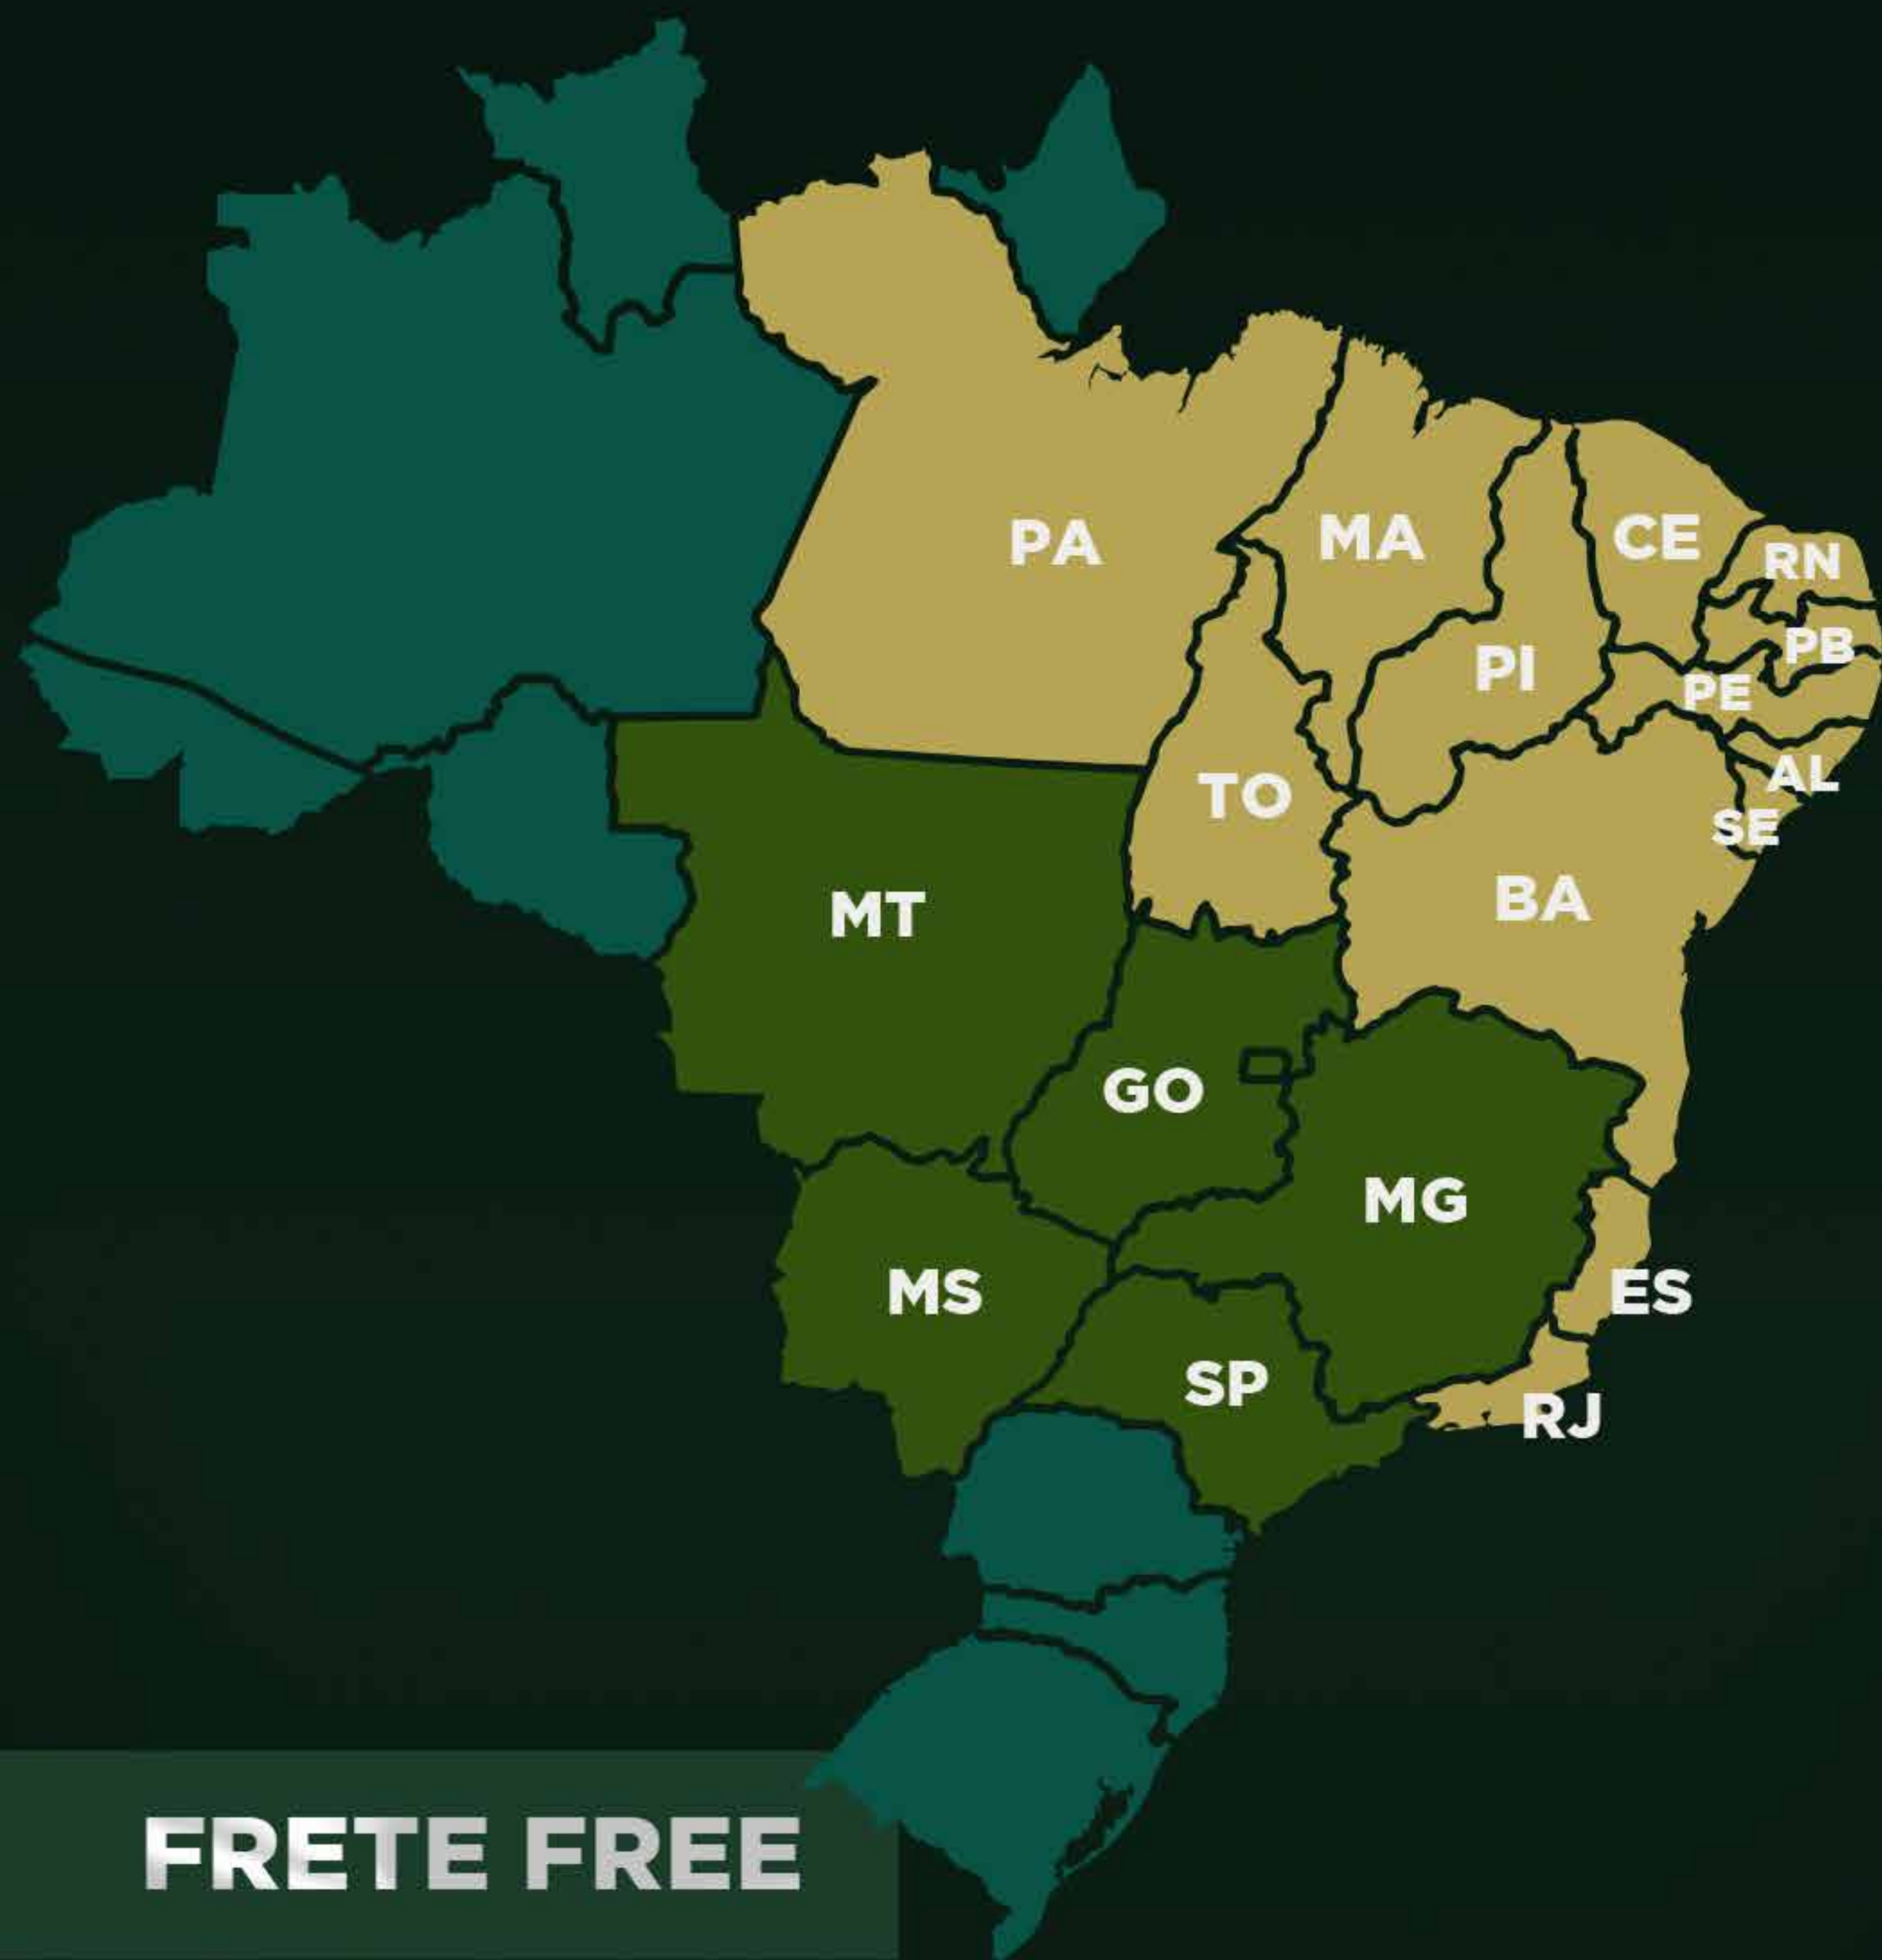 PA
MA
CE
RN
PB
PI
PE
TO
AL
SE
BA
MT
GO
MG
MS
ES
SP
RJ
FRETE FREE